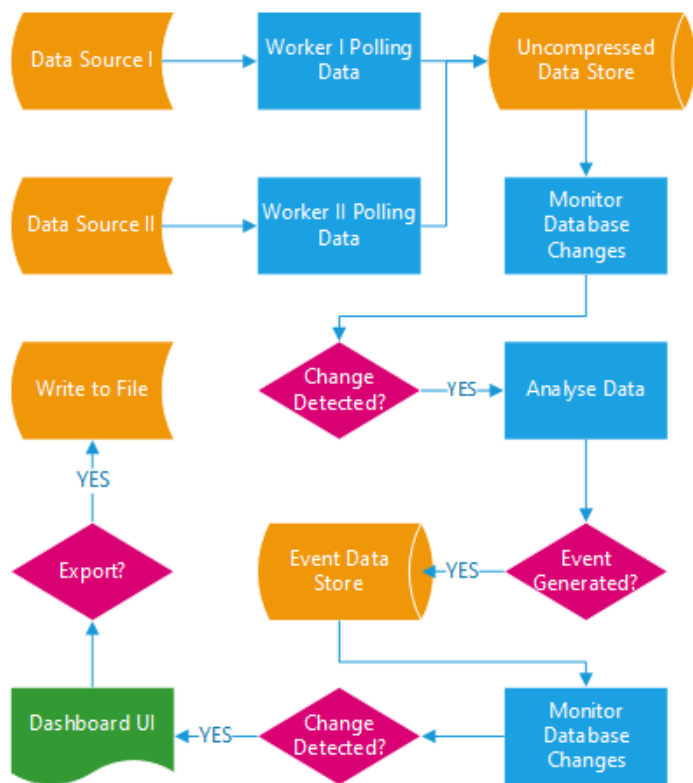 Data Source I
Worker I Polling
Data
Uncompressed
Data Store
Data Source II
Worker II Polling
Data
Monitor
Database
Changes
Write to File
Change
Detected?
YES
Analyse Data
YES
Export?
Event Data
Store
YES
Event
Generated?
Dashboard UI
YES
Change
Detected?
Monitor
Database
Changes